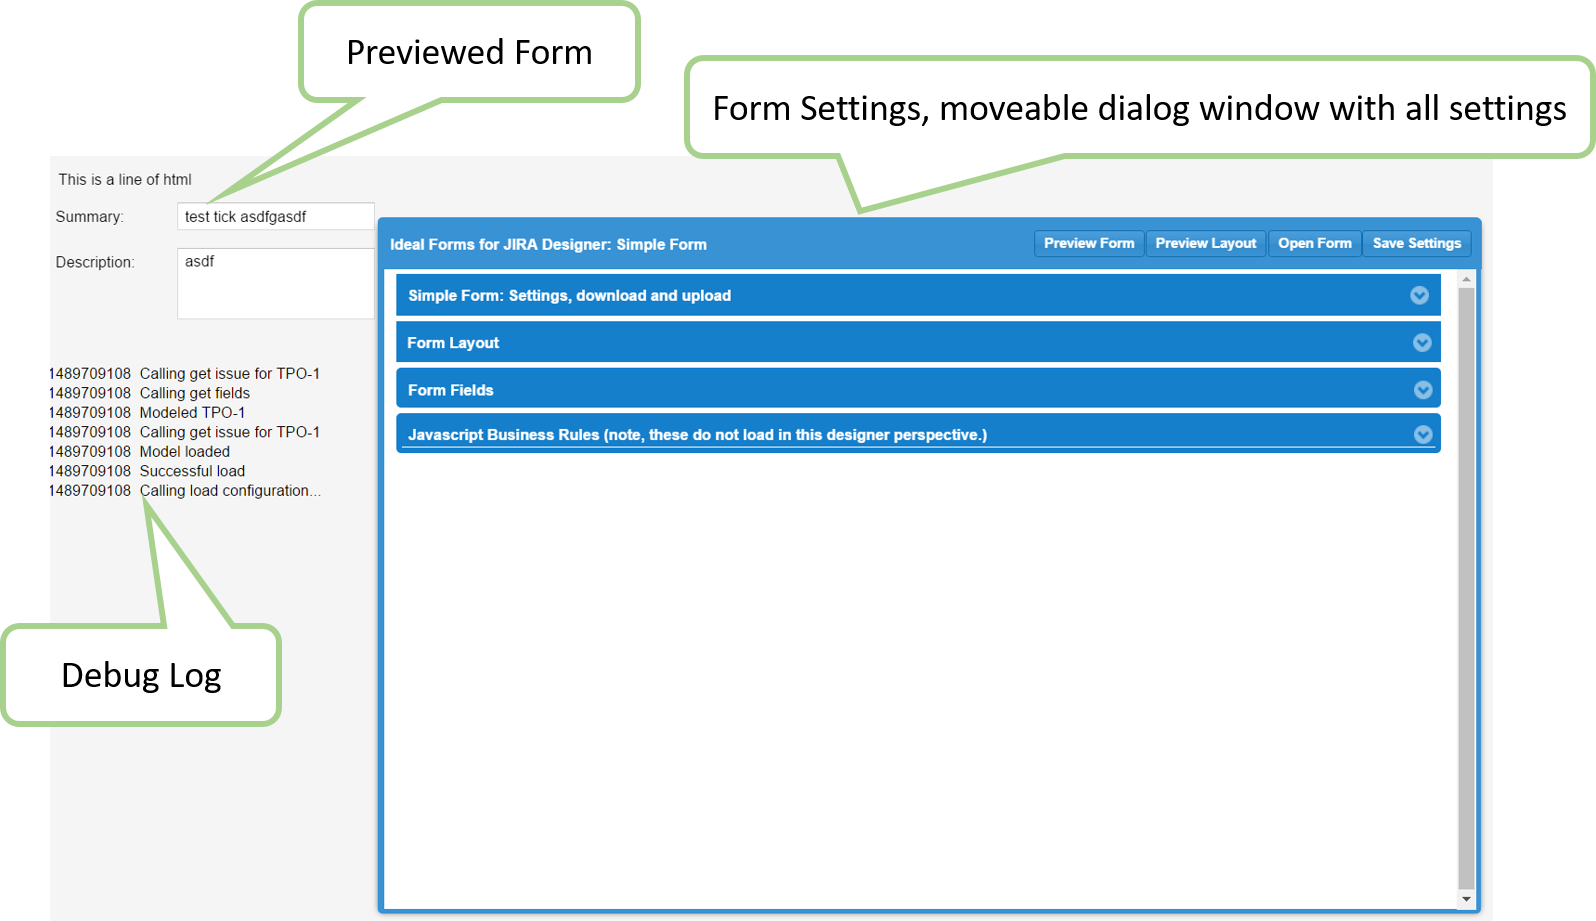 Previewed Form
Form Settings, moveable dialog window with all settings
This is a line of html
Summary:
test tick asdfgasdf
Description:
asdf
Ideal Forms for JIRA Designer: Simple Form
Preview Form
Preview Layout
Open Form
Save Settings
Simple Form: Settings, download and upload
Form Layout
Form Fields
Javascript Business Rules (note, these do not load in this designer perspective.)
1489709108 Calling get issue for TPO-1
1489709108 Calling get fields
1489709108 Modeled TPO-1
1489709108 Calling get issue for TPO-1
1489709108 Model loaded
1489709108 Successful load
1489709108 Calling load configuration...
Debug Log